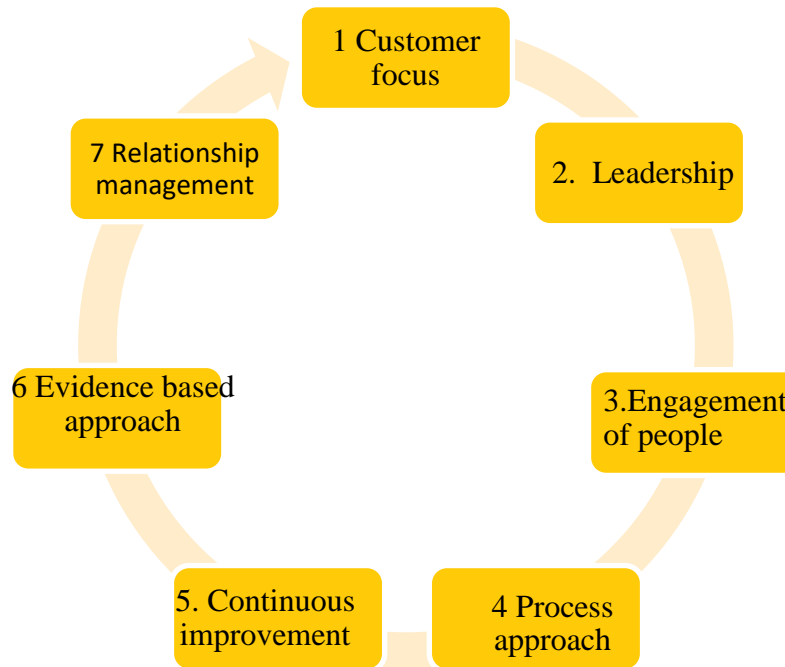 1 Customer
focus
2. Leadership
3.Engagement
of people
4 Process
approach
5. Continuous
improvement
6 Evidence based
approach
7 Relationship
management